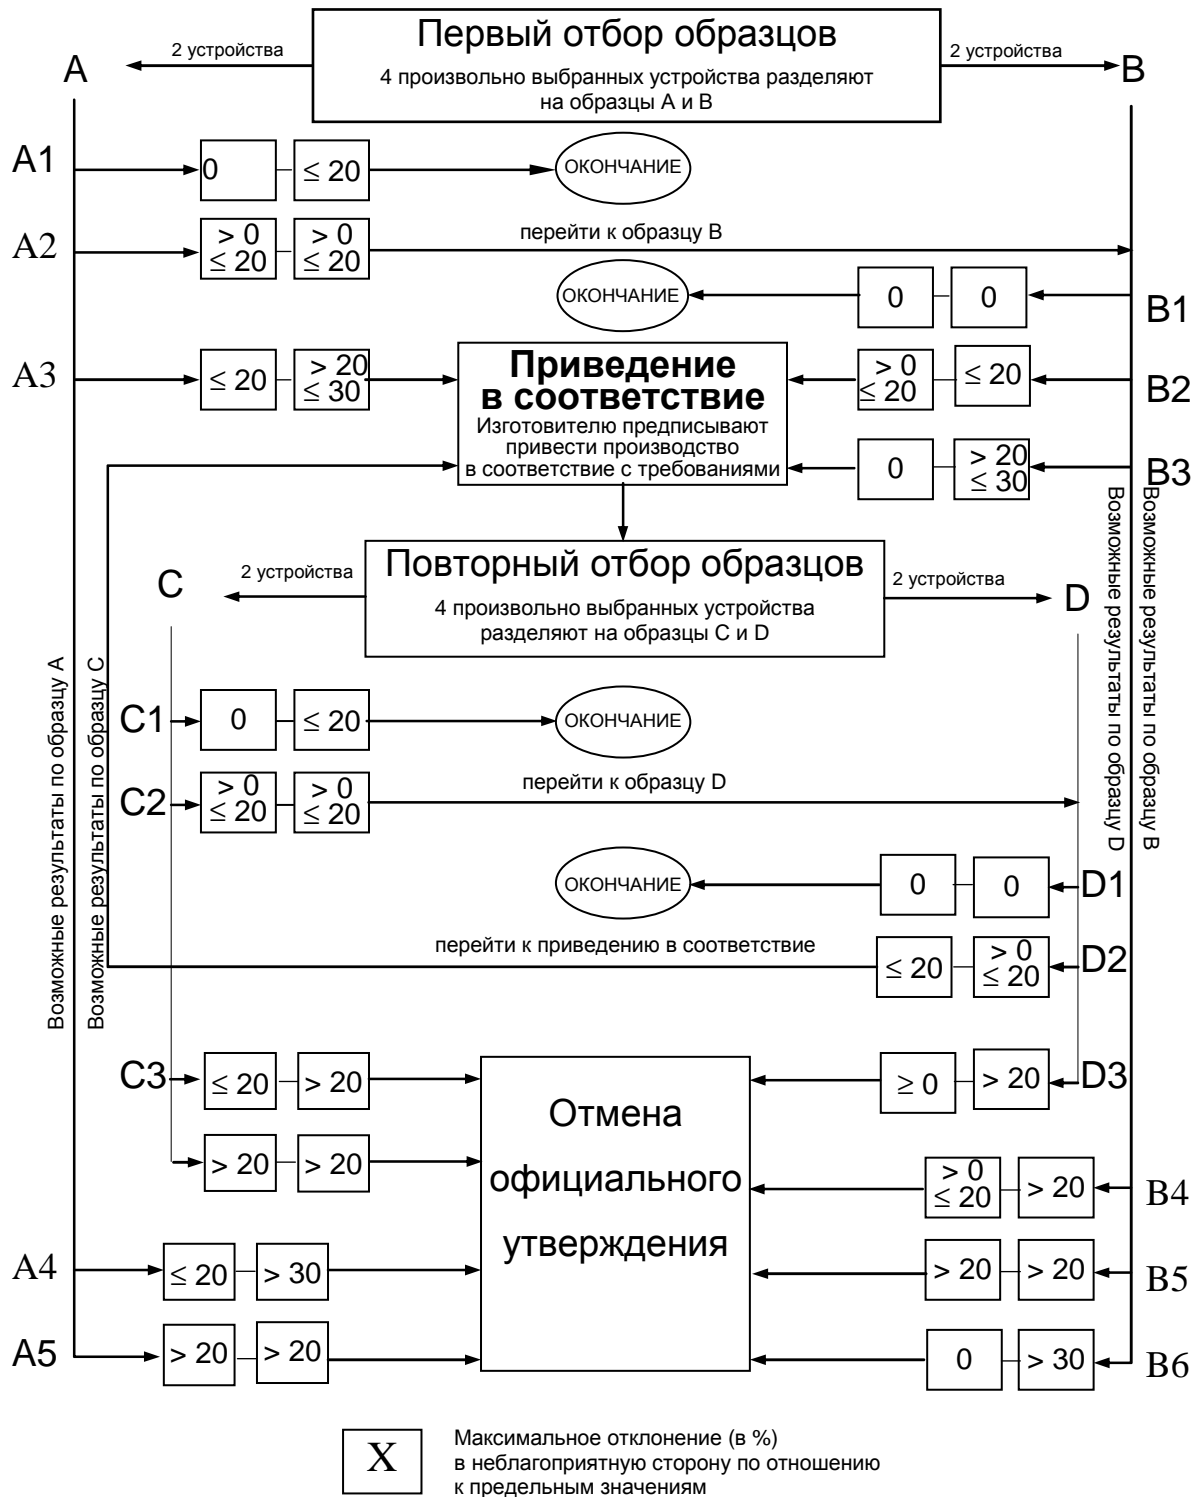 Первый отбор образцов
2 устройства
2 устройства
A
B
4 произвольно выбранных устройства разделяют
на образцы A и B
A1
0
≤ 20
ОКОНЧАНИЕ
A2
> 0
≤ 20
> 0
≤ 20
перейти к образцу B
ОКОНЧАНИЕ
0
0
B1
A3
≤ 20
> 20
≤ 30
Приведение
в соответствие
Изготовителю предписывают
привести производство
в соответствие с требованиями
> 0
≤ 20
≤ 20
B2
0
> 20
≤ 30
B3
Возможные результаты по образцу A
Возможные результаты по образцу C
Возможные результаты по образцу D
Возможные результаты по образцу B
C
2 устройства
Повторный отбор образцов
2 устройства
D
4 произвольно выбранных устройства
разделяют на образцы C и D
C1
0
≤ 20
ОКОНЧАНИЕ
C2
> 0
≤ 20
> 0
≤ 20
перейти к образцу D
ОКОНЧАНИЕ
0
0
D1
перейти к приведению в соответствие
≤ 20
> 0
≤ 20
D2
C3
≤ 20
> 20
Отмена
официального
утверждения
≥ 0
> 20
D3
> 20
> 20
> 0
≤ 20
> 20
B4
A4
≤ 20
> 30
> 20
> 20
B5
A5
> 20
> 20
0
> 30
B6
X
Максимальное отклонение (в %)
в неблагоприятную сторону по отношению
к предельным значениям